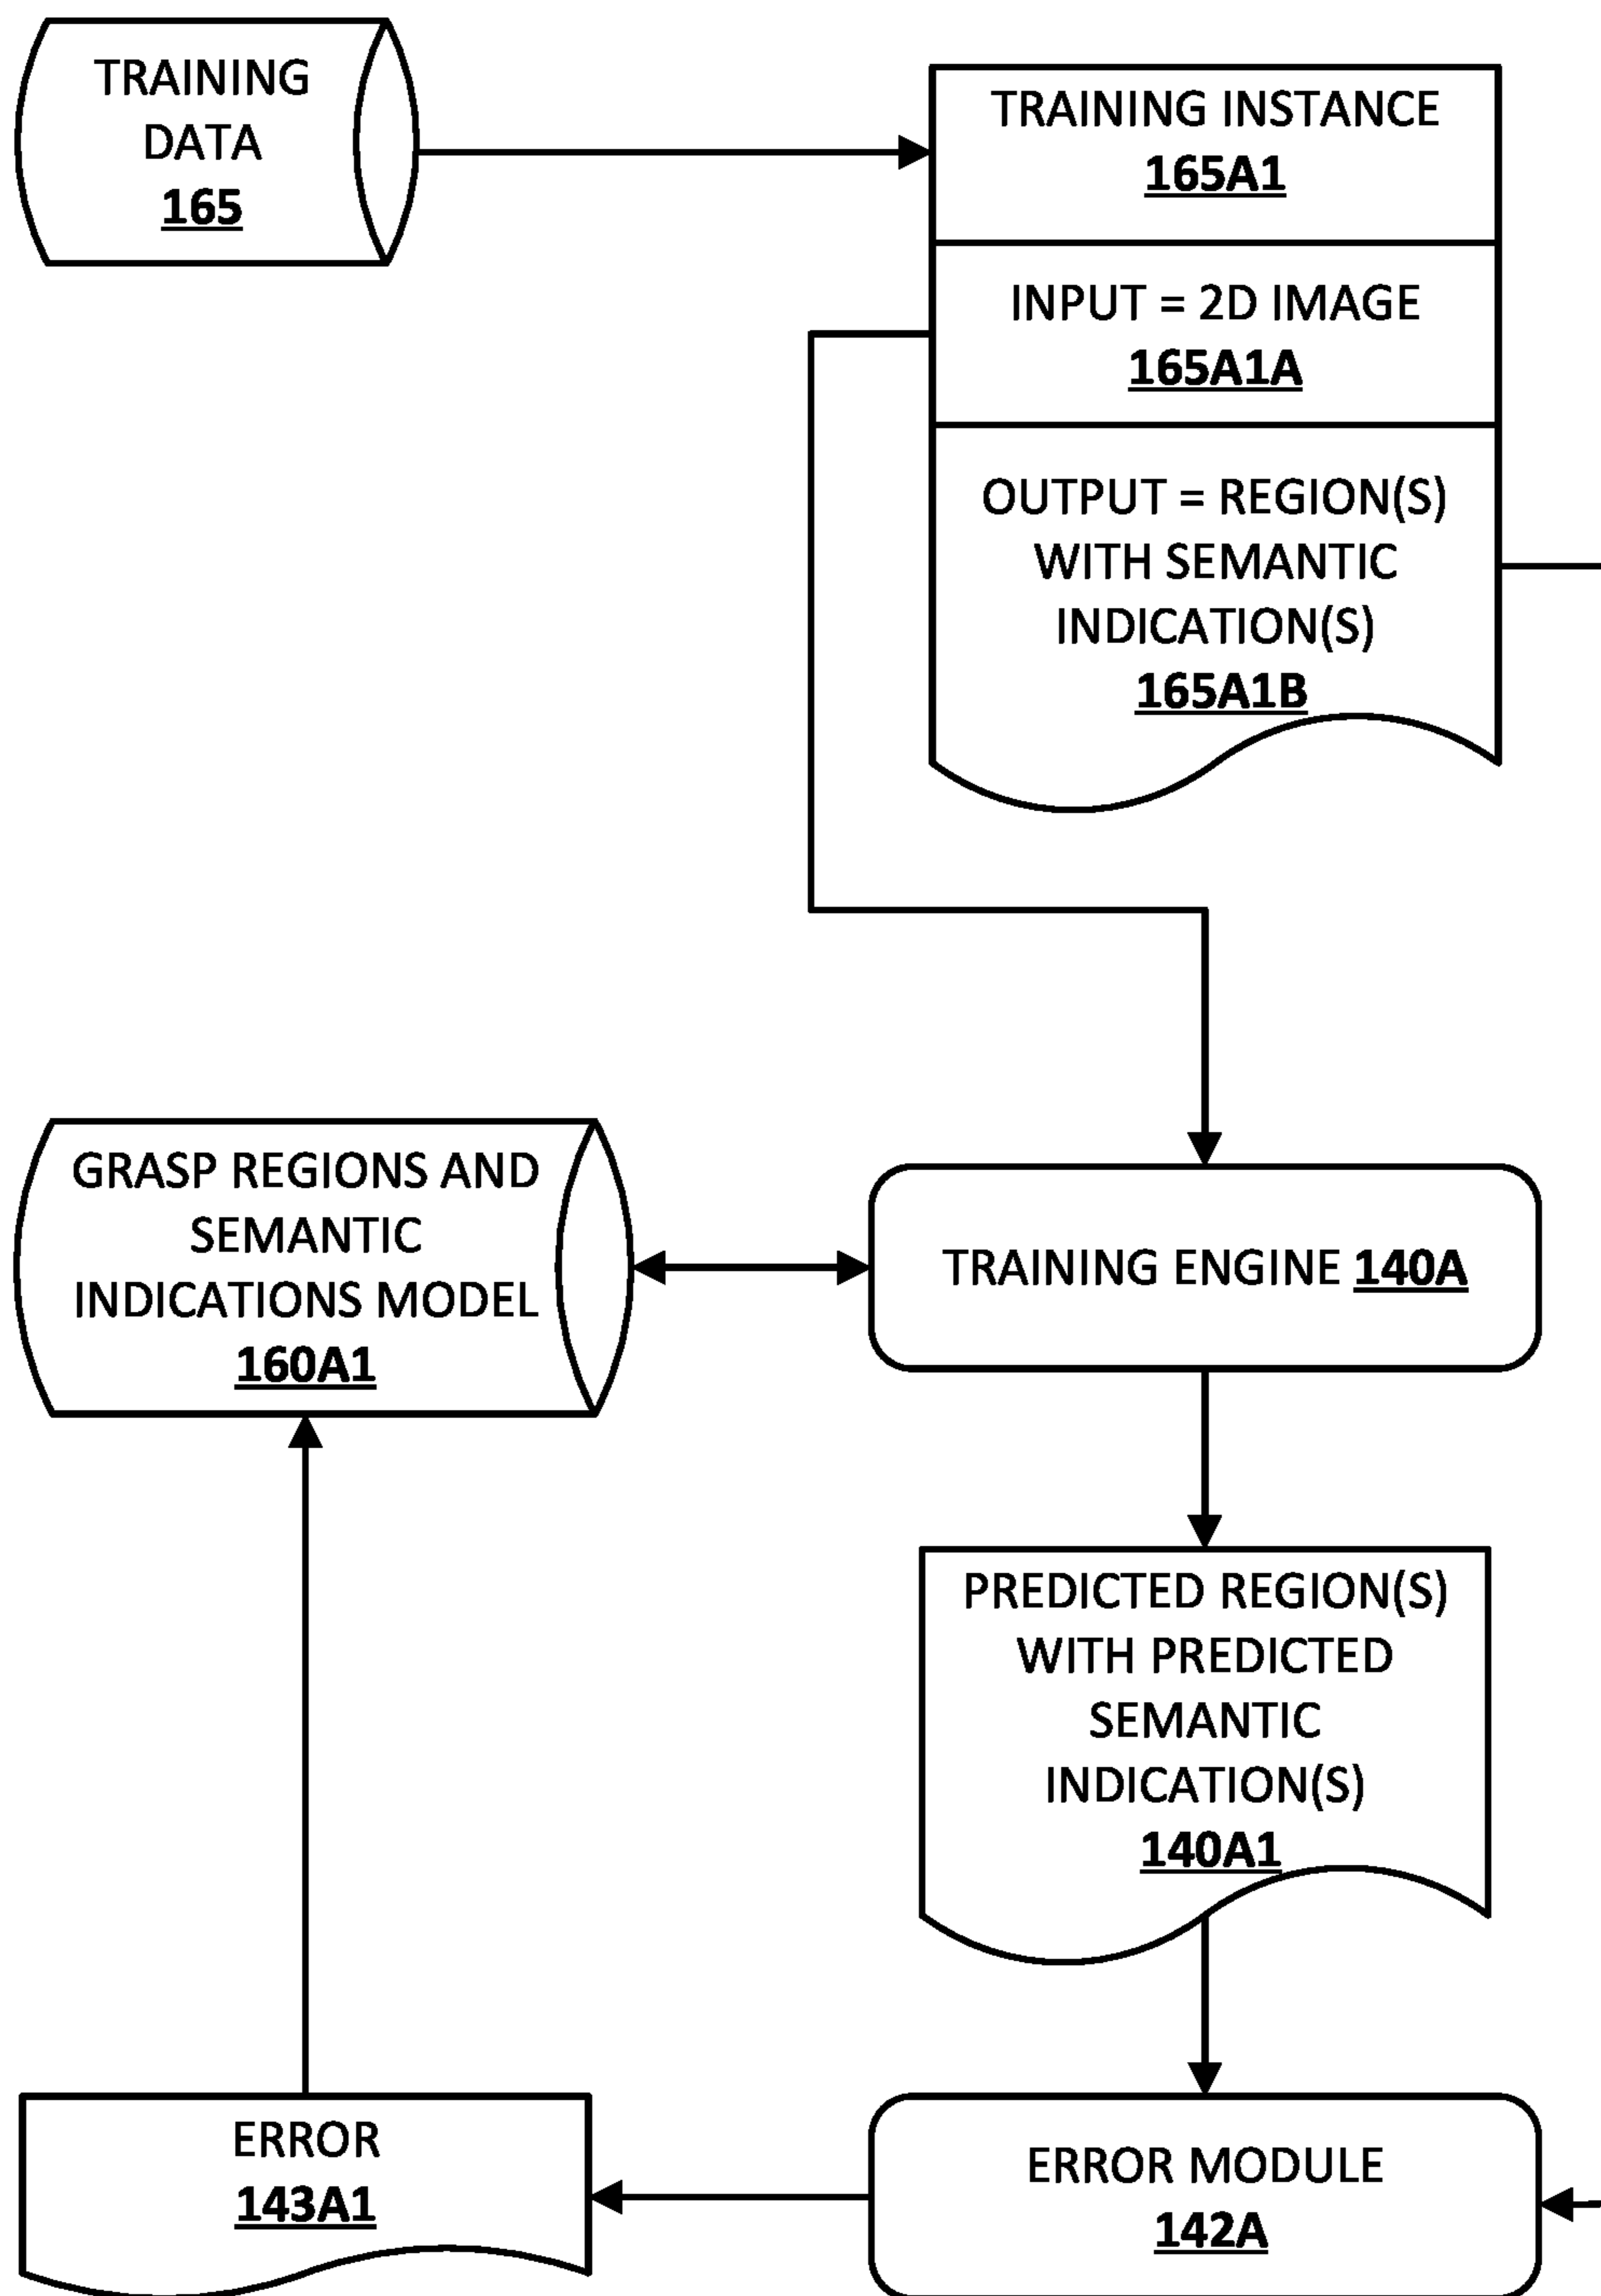 TRAINING
DATA
165
TRAINING INSTANCE
165A1
INPUT = 2D IMAGE
165A1A
OUTPUT = REGION(S)
WITH SEMANTIC
INDICATION(S)
165A1B
GRASP REGIONS AND
SEMANTIC
INDICATIONS MODEL
160A1
TRAINING ENGINE 140A
PREDICTED REGION(S)
WITH PREDICTED
SEMANTIC
INDICATION(S)
140A1
ERROR
143A1
ERROR MODULE
142A